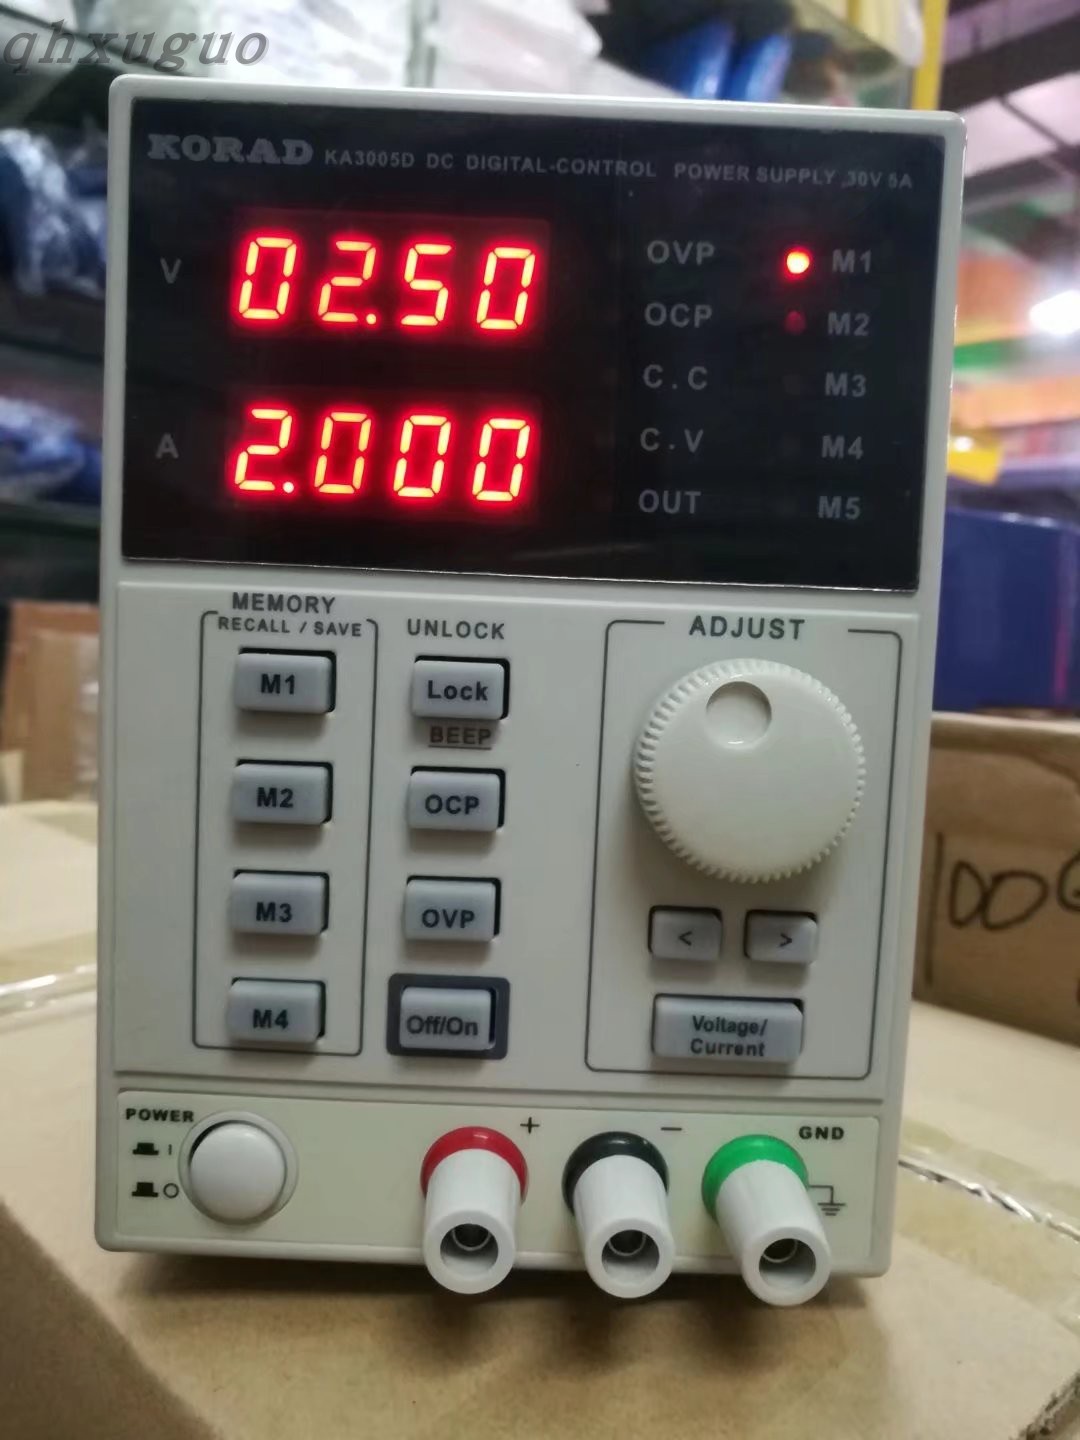 qhxuguo
KORAD KA3005D DC DIGITAL-CONTROL POWER SUPPLY ,30V 5A
V 02.50
A 2.000
OVP M1
OCP M2
C.C M3
C.V M4
OUT M5
MEMORY
RECALL / SAVE
M1
M2
M3
M4
UNLOCK
Lock
BEEP
OCP
OVP
Off/On
ADJUST
< >
Voltage/
Current
POWER
I
O
+ − GND